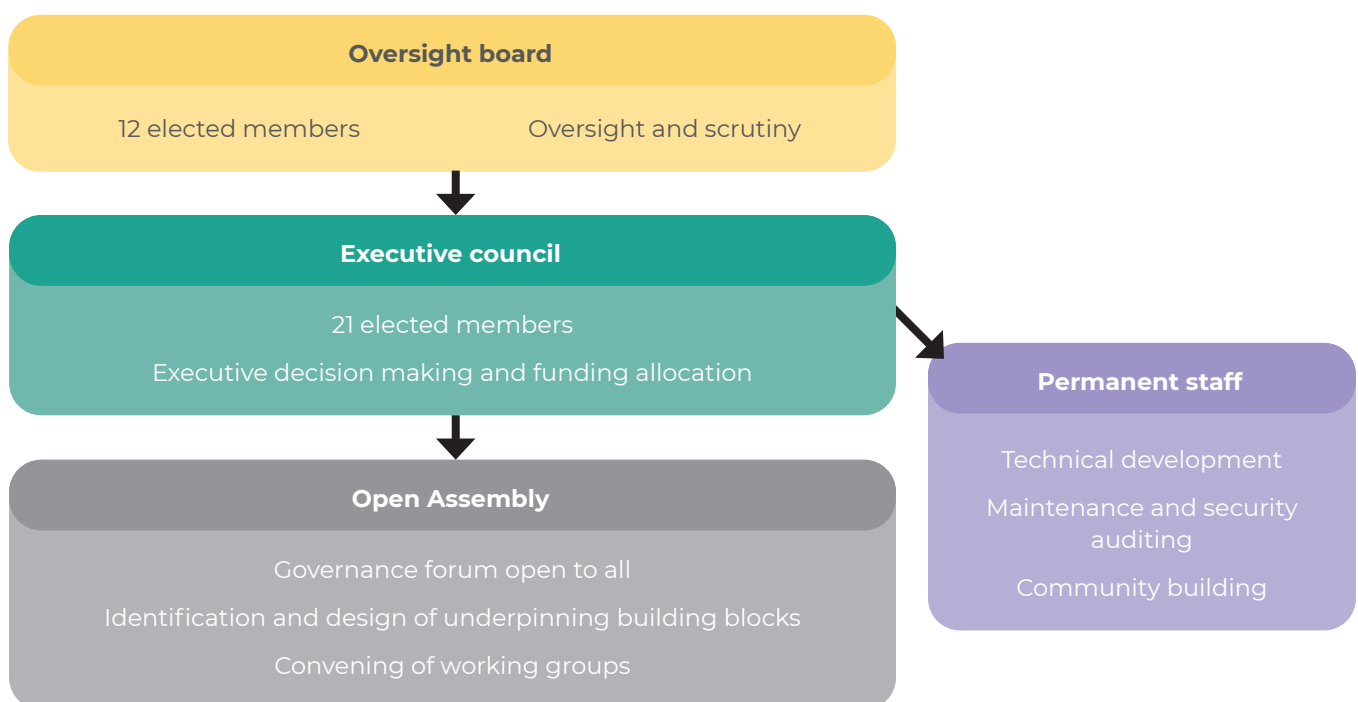 Oversight board
12 elected members
Oversight and scrutiny
Executive council
21 elected members
Executive decision making and funding allocation
Permanent staff
Technical development
Maintenance and security
auditing
Community building
Open Assembly
Governance forum open to all
Identification and design of underpinning building blocks
Convening of working groups